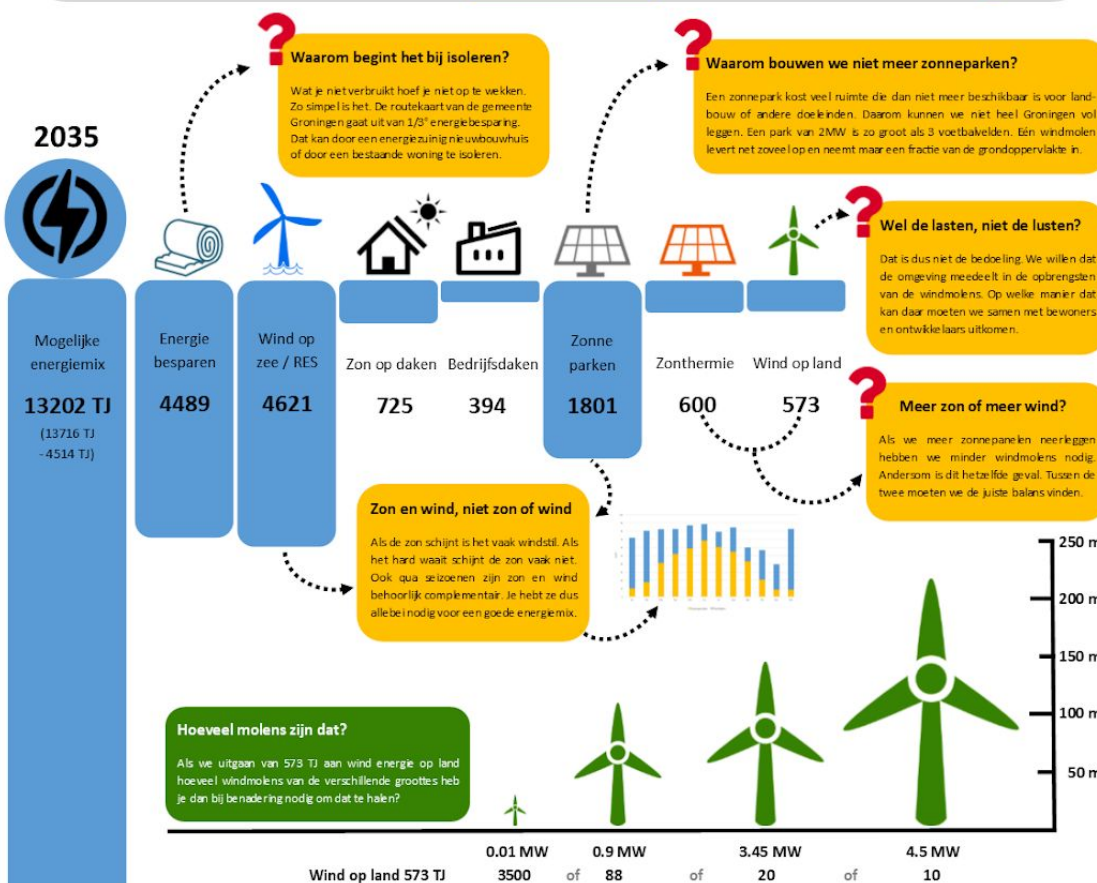 Waarom begint het bij isoleren?
Wat je niet verbruikt hoef je niet op te wekken.
Zo simpel is het. De routekaart van de gemeente
Groningen gaat uit van 1/3ᵉ energiebesparing.
Dat kan door een energiezuinig nieuwbouwhuis
of door een bestaande woning te isoleren.
Waarom bouwen we niet meer zonneparken?
Een zonnepark kost veel ruimte die dan niet meer beschikbaar is voor land-
bouw of andere doeleinden. Daarom kunnen we niet heel Groningen vol
leggen. Een park van 2MW is zo groot als 3 voetbalvelden. Eén windmolen
levert net zoveel op en neemt maar een fractie van de grondoppervlakte in.
2035
Wel de lasten, niet de lusten?
Dat is dus niet de bedoeling. We willen dat
de omgeving meedeelt in de opbrengsten
van de windmolens. Op welke manier dat
kan daar moeten we samen met bewoners
en ontwikkelaars uitkomen.
Mogelijke
energiemix
13202 TJ
(13716 TJ
- 4514 TJ)
Energie
besparen
4489
Wind op
zee / RES
4621
Zon op daken
725
Bedrijfsdaken
394
Zonne
parken
1801
Zonthermie
600
Wind op land
573
Meer zon of meer wind?
Als we meer zonnepanelen neerleggen
hebben we minder windmolens nodig.
Andersom is dit hetzelfde geval. Tussen de
twee moeten we de juiste balans vinden.
Zon en wind, niet zon of wind
Als de zon schijnt is het vaak windstil. Als
het hard waait schijnt de zon vaak niet.
Ook qua seizoenen zijn zon en wind
behoorlijk complementair. Je hebt ze dus
allebei nodig voor een goede energiemix.
250 m
200 m
150 m
100 m
50 m
Hoeveel molens zijn dat?
Als we uitgaan van 573 TJ aan wind energie op land
hoeveel windmolens van de verschillende groottes heb
je dan bij benadering nodig om dat te halen?
0.01 MW 0.9 MW 3.45 MW 4.5 MW
Wind op land 573 TJ 3500 of 88 of 20 of 10